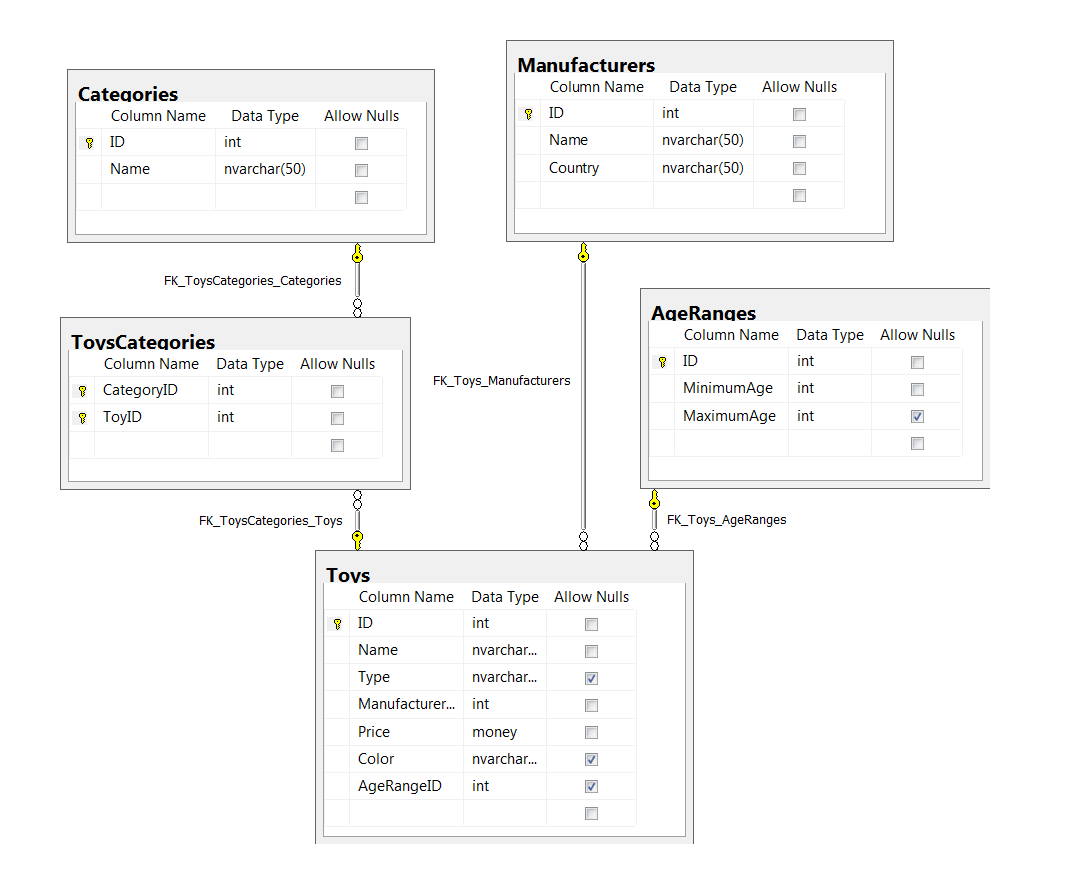 Categories
Column Name Data Type Allow Nulls
ID int
Name nvarchar(50)
Manufacturers
Column Name Data Type Allow Nulls
ID int
Name nvarchar(50)
Country nvarchar(50)
FK_ToysCategories_Categories
ToysCategories
Column Name Data Type Allow Nulls
CategoryID int
ToyID int
FK_Toys_Manufacturers
AgeRanges
Column Name Data Type Allow Nulls
ID int
MinimumAge int
MaximumAge int
FK_ToysCategories_Toys
FK_Toys_AgeRanges
Toys
Column Name Data Type Allow Nulls
ID int
Name nvarchar...
Type nvarchar...
Manufacturer... int
Price money
Color nvarchar...
AgeRangeID int